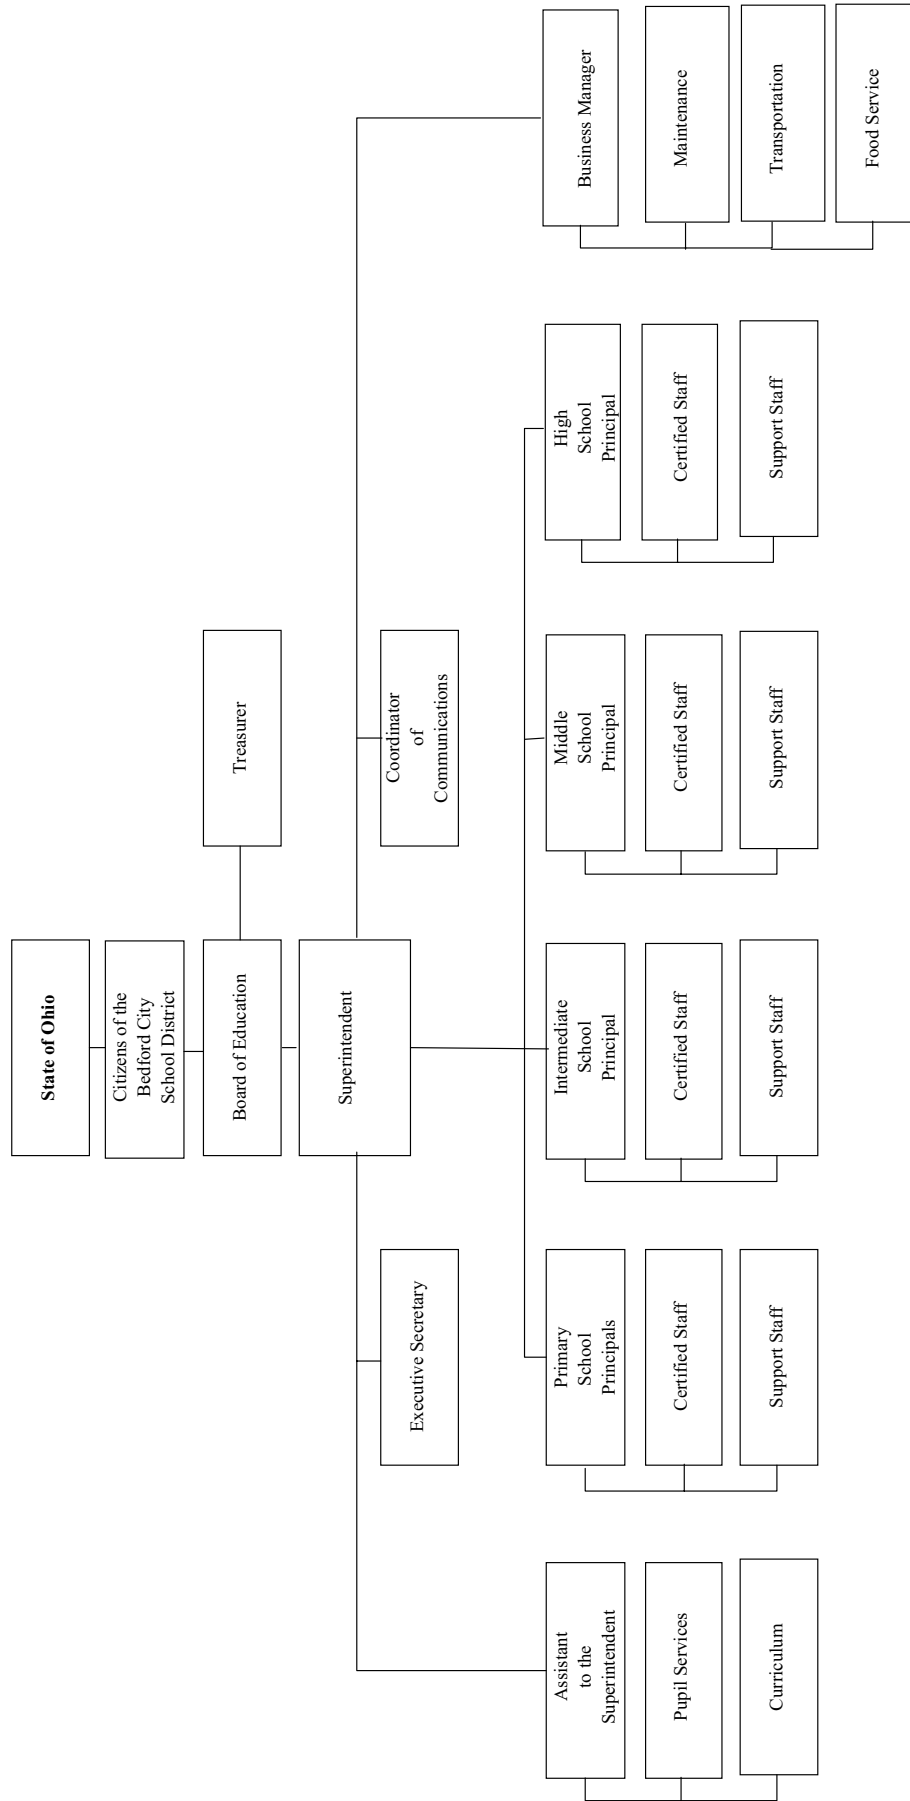 State of Ohio
Citizens of the
Bedford City
School District
Board of Education
Treasurer
Superintendent
Executive Secretary
Coordinator
of
Communications
Assistant
to the
Superintendent
Pupil Services
Curriculum
Primary
School
Principals
Certified Staff
Support Staff
Intermediate
School
Principal
Certified Staff
Support Staff
Middle
School
Principal
Certified Staff
Support Staff
High
School
Principal
Certified Staff
Support Staff
Business Manager
Maintenance
Transportation
Food Service